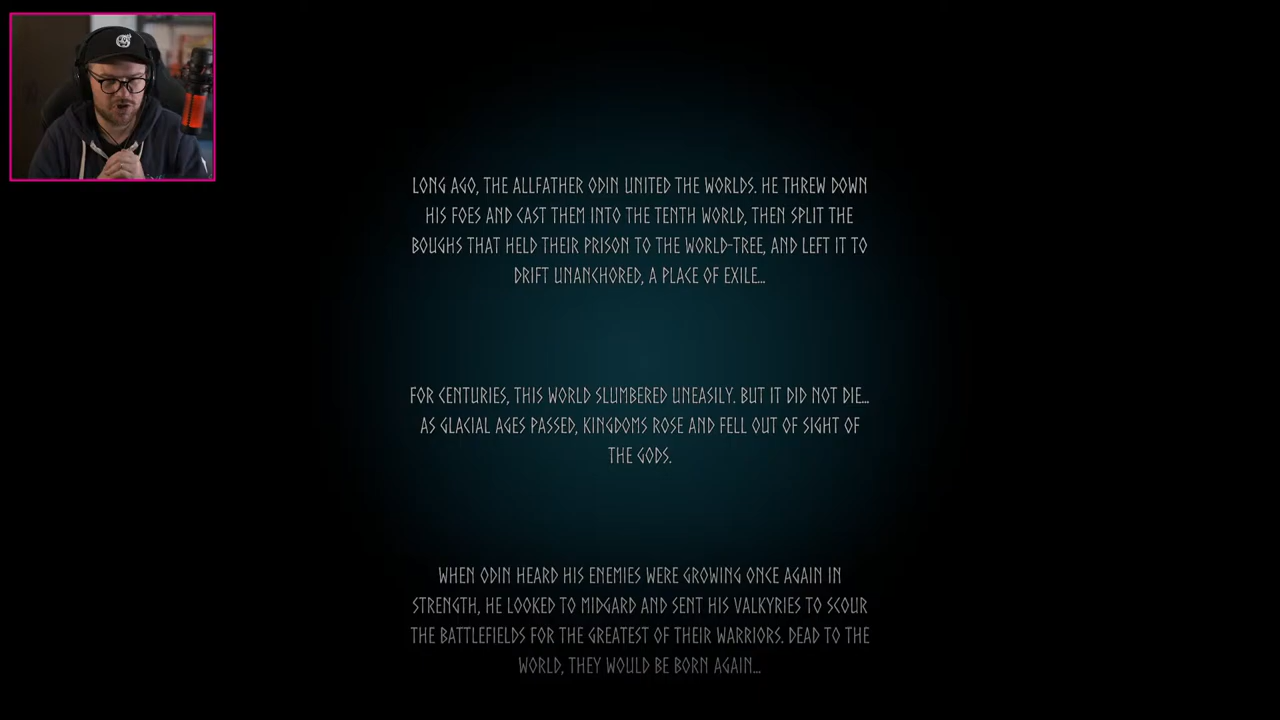 LONG AGO, THE ALLFATHER ODIN UNITED THE WORLDS. HE THREW DOWN
HIS FOES AND CAST THEM INTO THE TENTH WORLD, THEN SPLIT THE
BOUGHS THAT HELD THEIR PRISON TO THE WORLD-TREE, AND LEFT IT TO
DRIFT UNANCHORED, A PLACE OF EXILE...
FOR CENTURIES, THIS WORLD SLUMBERED UNEASILY. BUT IT DID NOT DIE...
AS GLACIAL AGES PASSED, KINGDOMS ROSE AND FELL OUT OF SIGHT OF
THE GODS.
WHEN ODIN HEARD HIS ENEMIES WERE GROWING ONCE AGAIN IN
STRENGTH, HE LOOKED TO MIDGARD AND SENT HIS VALKYRIES TO SCOUR
THE BATTLEFIELDS FOR THE GREATEST OF THEIR WARRIORS. DEAD TO THE
WORLD, THEY WOULD BE BORN AGAIN...